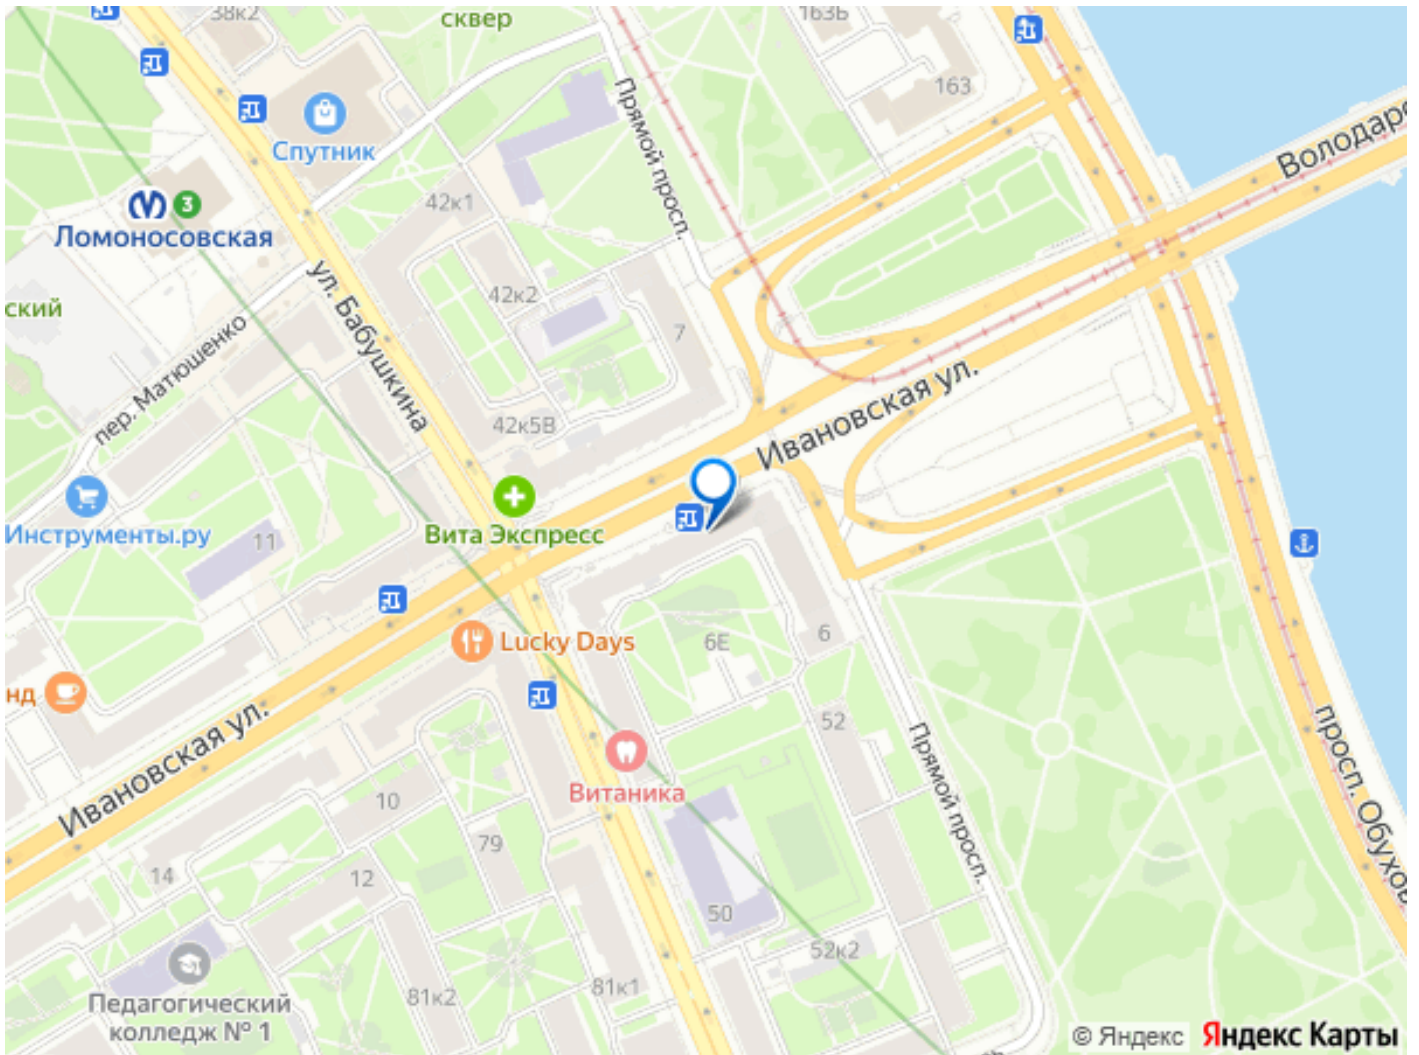 38к2
сквер
163Б
163
Прямой просп.
Володарс
Спутник
42к1
3
Ломоносовская
ул. Бабушкина
ский
42к2
7
пер. Матюшенко
Ивановская ул.
42к5В
Вита Экспресс
Инструменты.ру
11
6Е
6
Lucky Days
нд
52
Ивановская ул.
Прямой просп.
просп. Обухов
Витаника
10
79
14
12
50
52к2
81к2
81к1
Педагогический
колледж № 1
© Яндекс Яндекс Карты